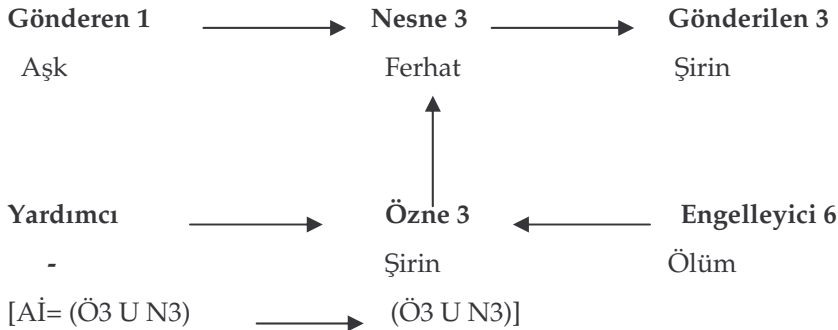 Gönderen 1 Nesne 3 Gönderilen 3
Aşk Ferhat Şirin
Yardımcı Özne 3 Engelleyici 6
- Şirin Ölüm
[Aİ= (Ö3 U N3) (Ö3 U N3)]